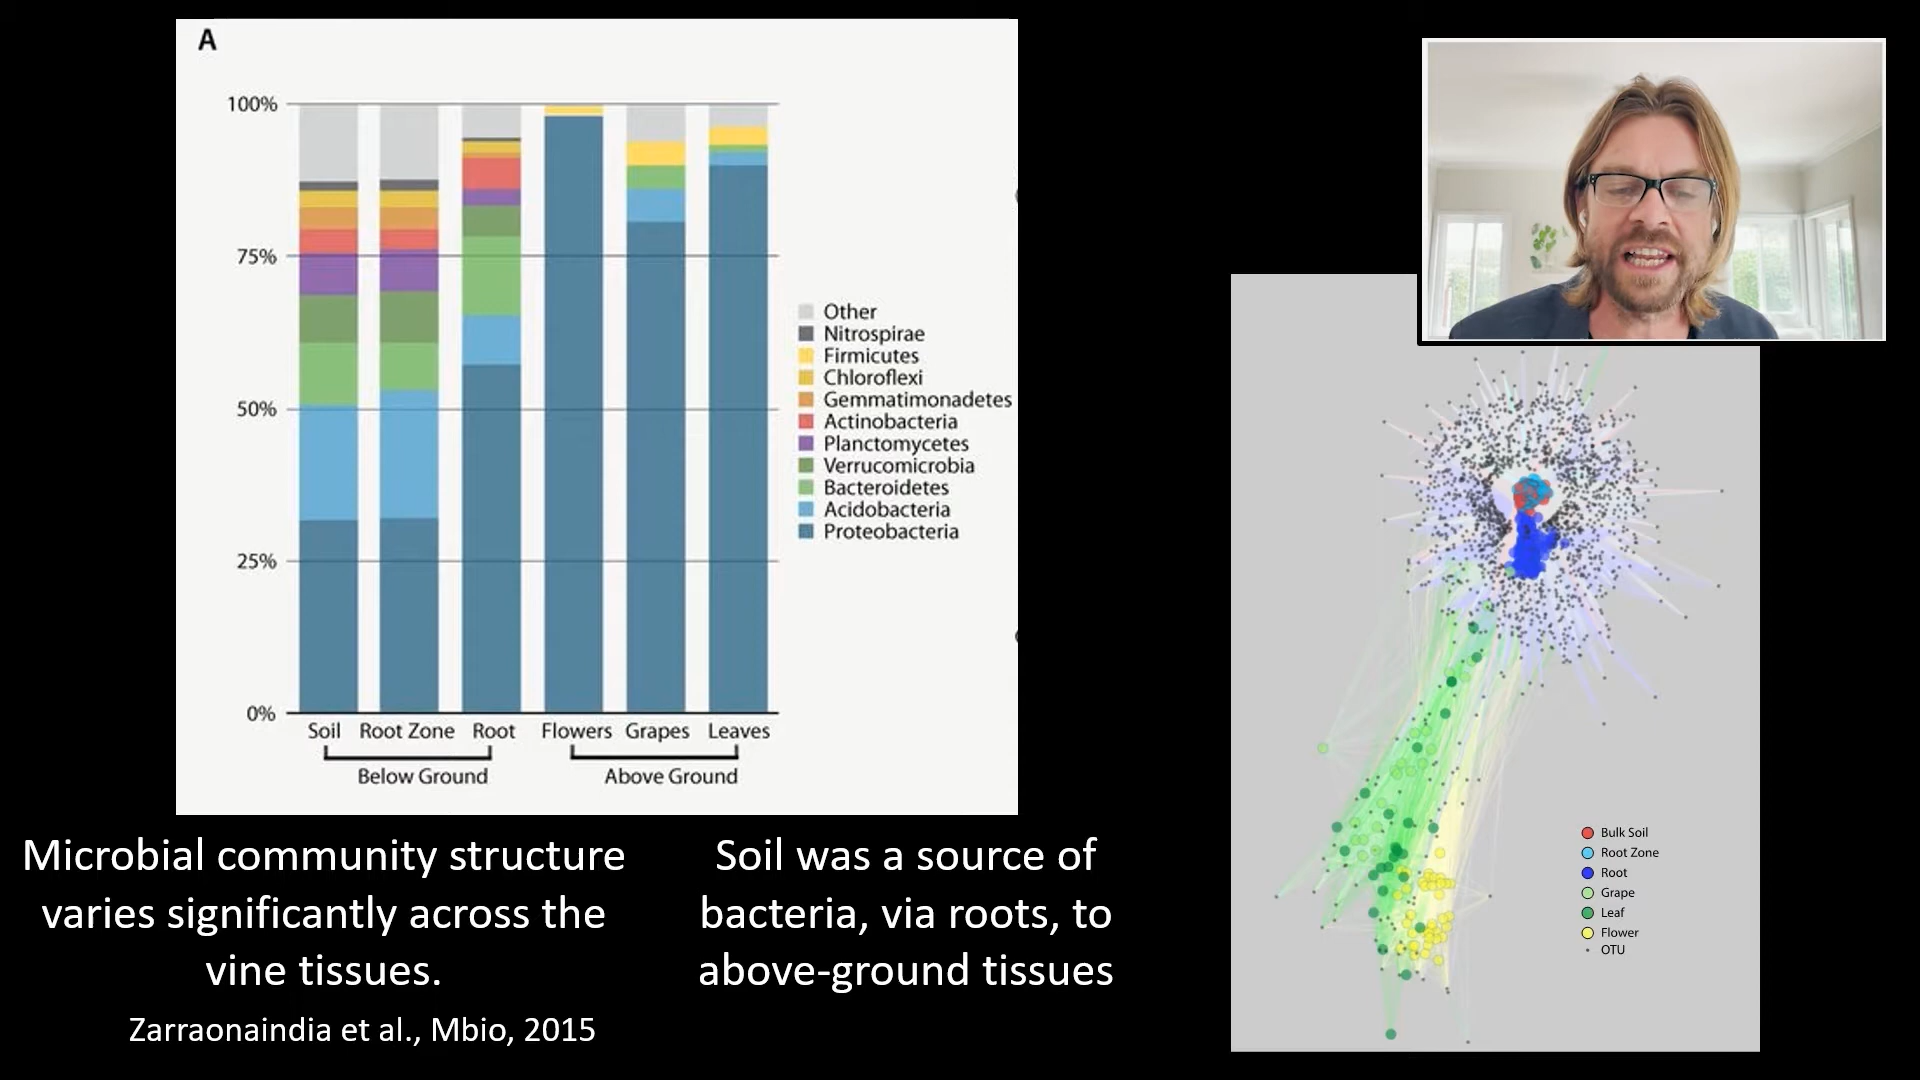 A
100%
75%
50%
25%
0%
Soil Root Zone Root Flowers Grapes Leaves
Below Ground Above Ground
Other
Nitrospirae
Firmicutes
Chloroflexi
Gemmatimonadetes
Actinobacteria
Planctomycetes
Verrucomicrobia
Bacteroidetes
Acidobacteria
Proteobacteria
Microbial community structure
varies significantly across the
vine tissues.
Zarraonaindia et al., Mbio, 2015
Soil was a source of
bacteria, via roots, to
above-ground tissues
Bulk Soil
Root Zone
Root
Grape
Leaf
Flower
OTU